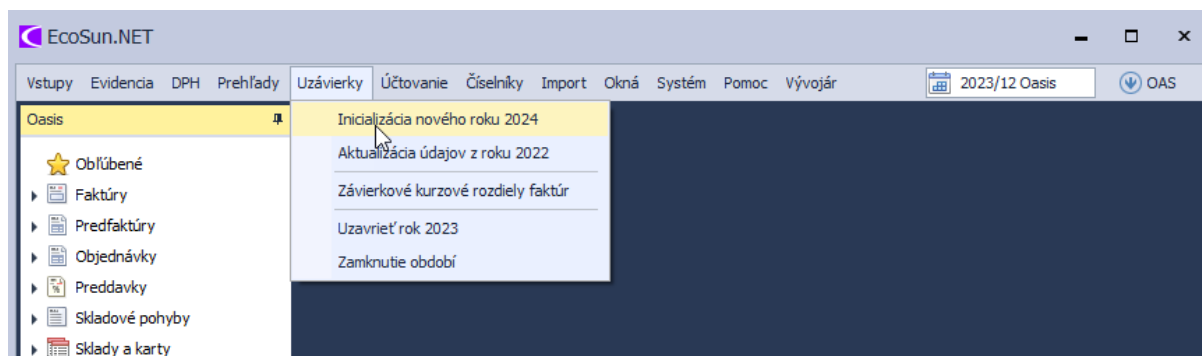 EcoSun.NET
Vstupy Evidencia DPH Prehľady Uzávierky Účtovanie Číselníky Import Okná Systém Pomoc Vývojár 2023/12 Oasis OAS
Oasis
Inicializácia nového roku 2024
Aktualizácia údajov z roku 2022
Závierkové kurzové rozdiely faktúr
Uzavrieť rok 2023
Zamknutie období
Obľúbené
Faktúry
Predfaktúry
Objednávky
Preddavky
Skladové pohyby
Sklady a karty